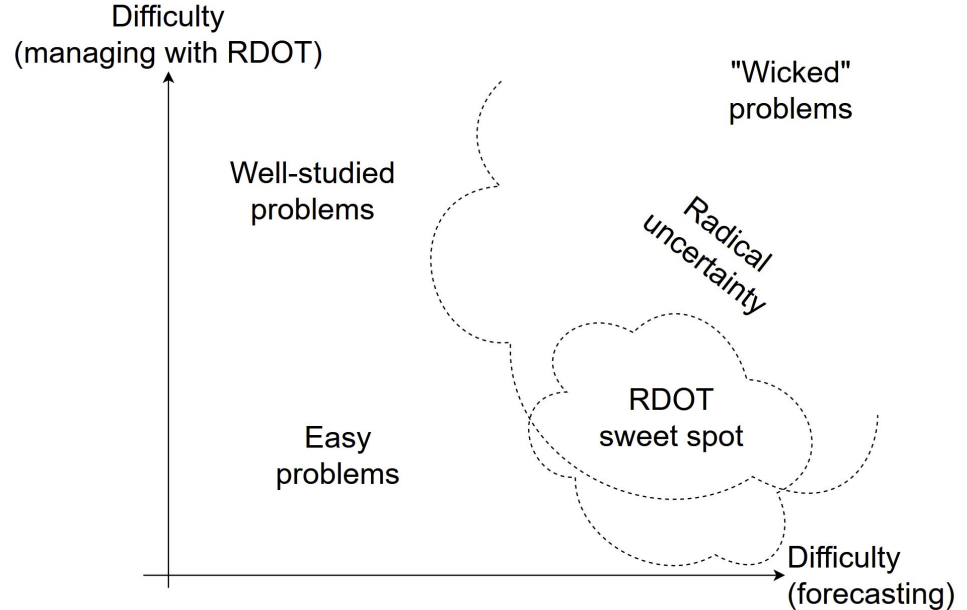 Difficulty
(managing with RDOT)
"Wicked"
problems
Well-studied
problems
Radical
uncertainty
RDOT
sweet spot
Easy
problems
Difficulty
(forecasting)